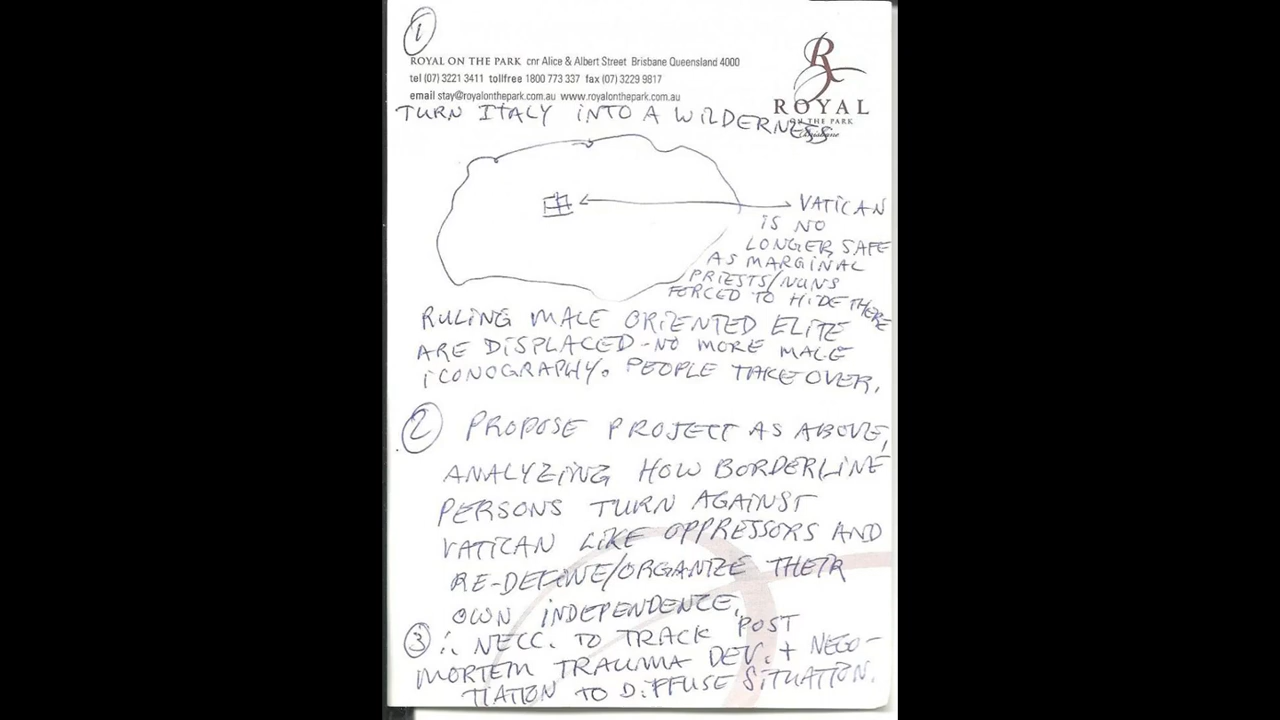 1
ROYAL ON THE PARK cnr Alice & Albert Street Brisbane Queensland 4000
tel (07) 3221 3411 tollfree 1800 773 337 fax (07) 3229 9817
email stay@royalonthepark.com.au www.royalonthepark.com.au
R
ROYAL
ON THE PARK
Brisbane
TURN ITALY INTO A WILDERNESS
VATICAN
IS NO
LONGER SAFE
AS MARGINAL
PRIESTS/NUNS
FORCED TO HIDE THERE
RULING MALE ORIENTED ELITE
ARE DISPLACED-NO MORE MALE
ICONOGRAPHY. PEOPLE TAKE OVER.
2 PROPOSE PROJECT AS ABOVE,
ANALYZING HOW BORDERLINE
PERSONS TURN AGAINST
VATICAN LIKE OPPRESSORS AND
RE-DEFINE/ORGANIZE THEIR
OWN INDEPENDENCE.
3 ∴ NECC. TO TRACK POST
MORTEM TRAUMA DEV. + NEGO-
TIATION TO DIFFUSE SITUATION.